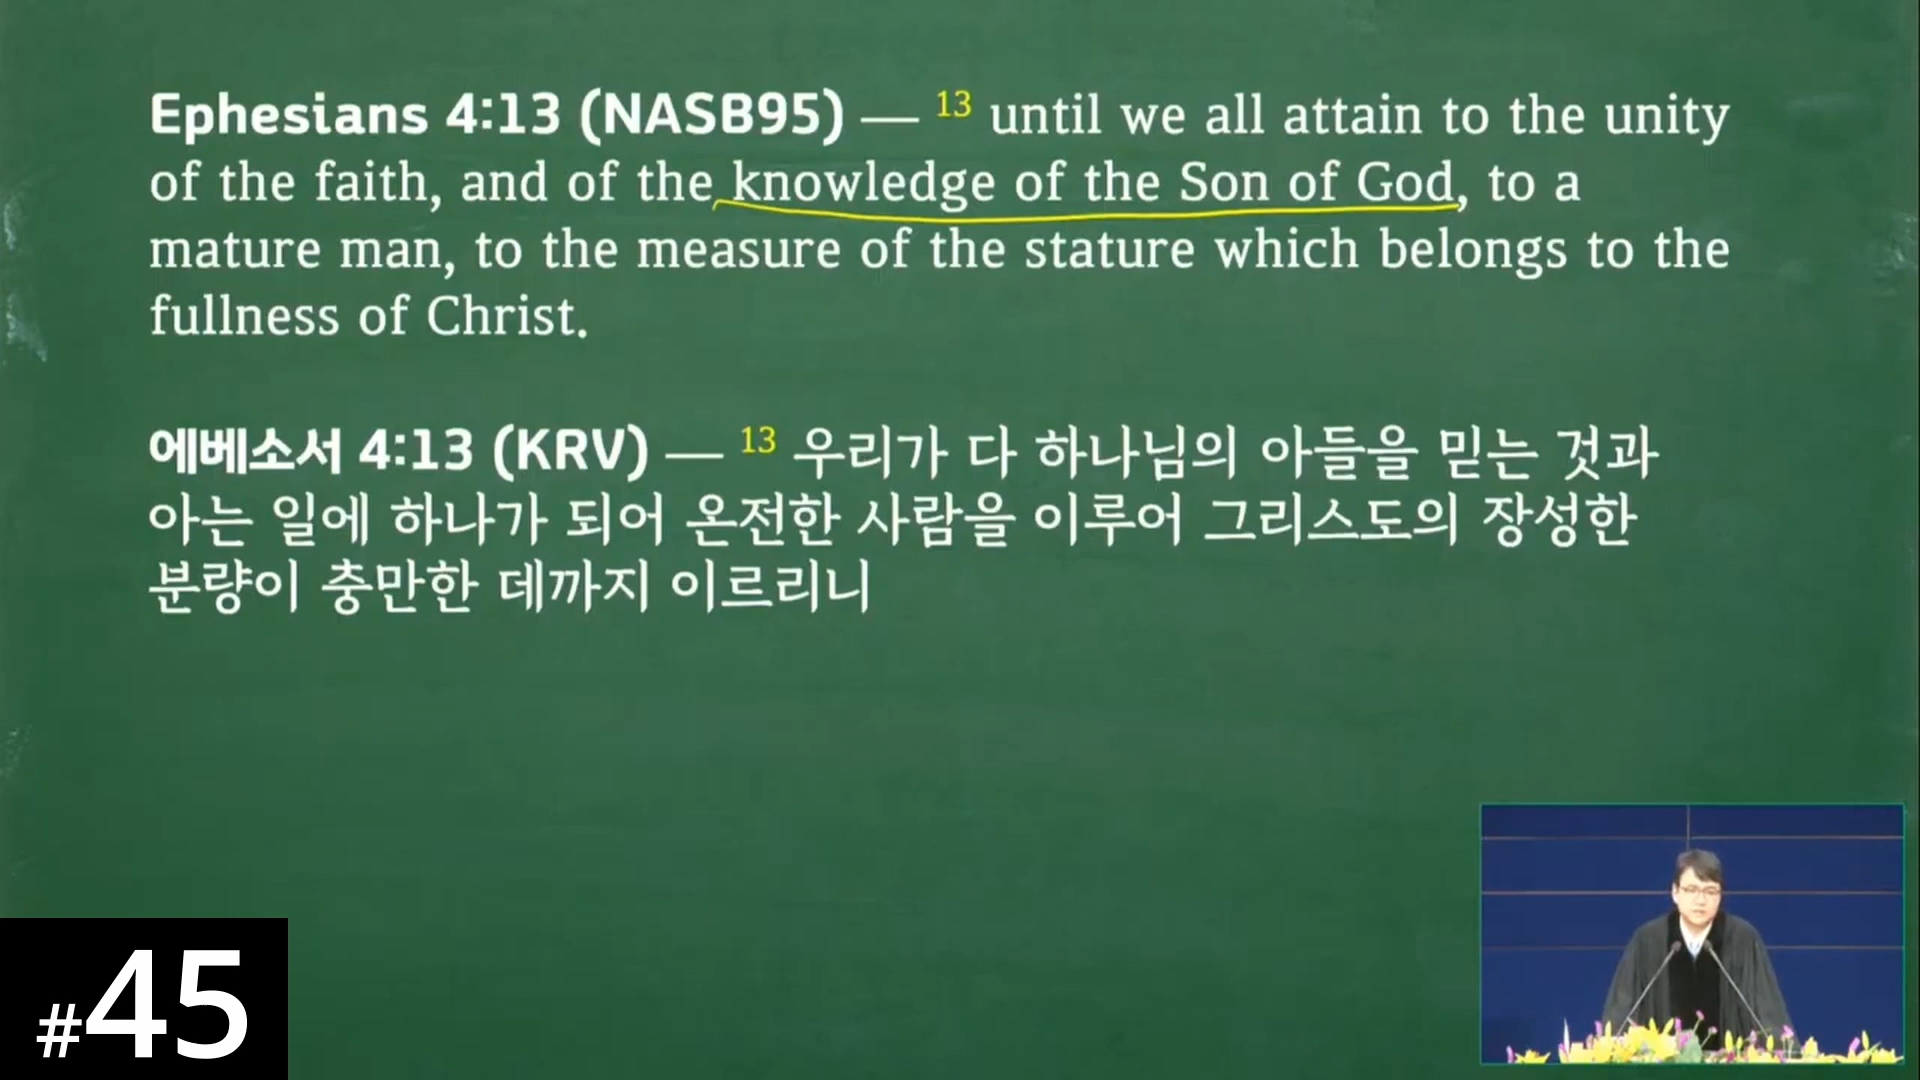 Ephesians 4:13 (NASB95) — 13 until we all attain to the unity
of the faith, and of the knowledge of the Son of God, to a
mature man, to the measure of the stature which belongs to the
fullness of Christ.
에베소서 4:13 (KRV) — 13 우리가 다 하나님의 아들을 믿는 것과
아는 일에 하나가 되어 온전한 사람을 이루어 그리스도의 장성한
분량이 충만한 데까지 이르리니
#45